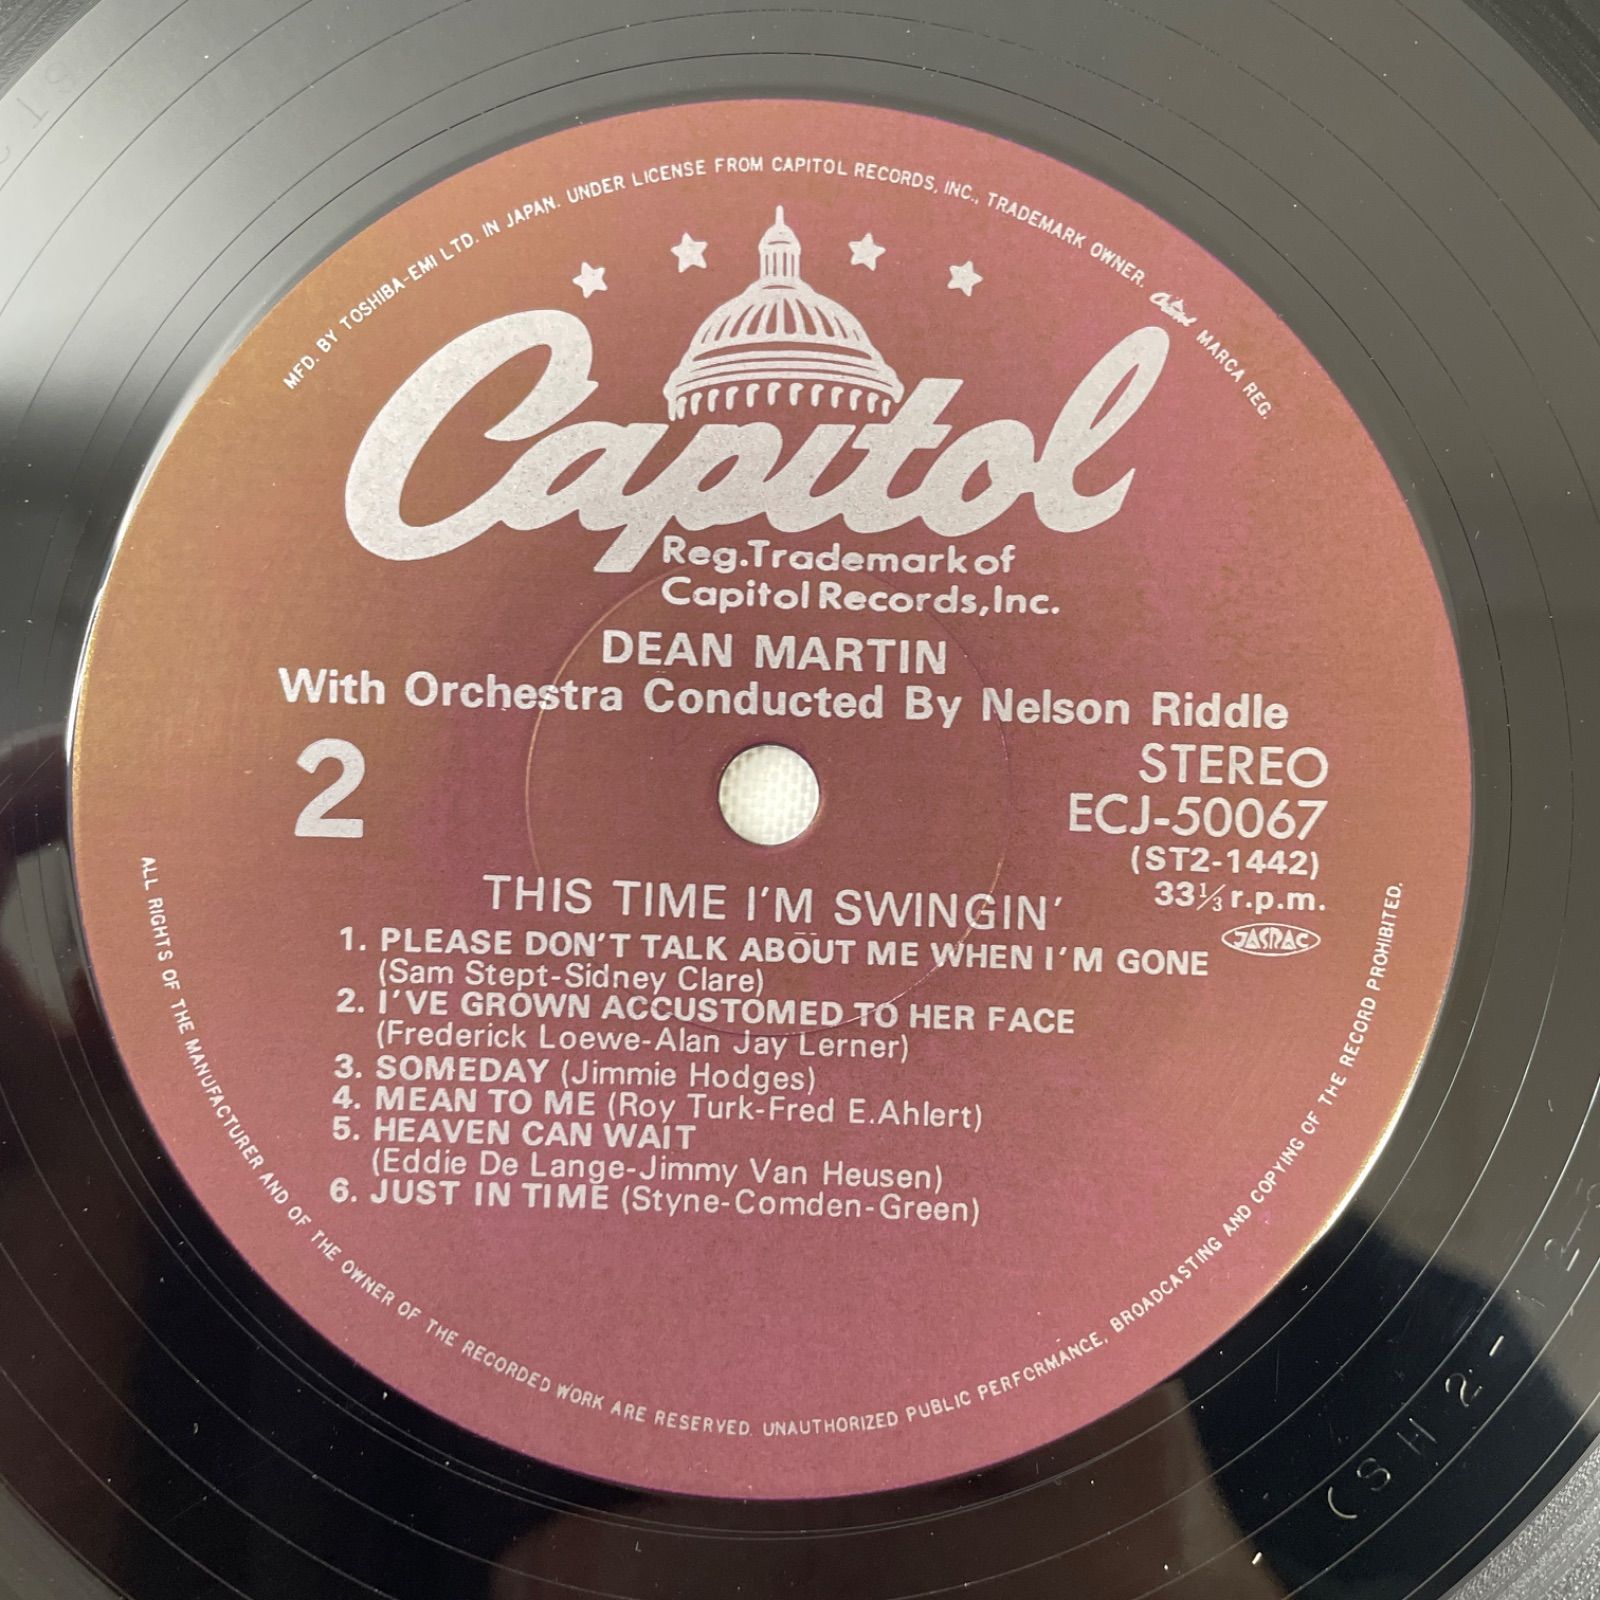 MFD. BY TOSHIBA-EMI LTD. IN JAPAN. UNDER LICENSE FROM CAPITOL RECORDS, INC., TRADEMARK OWNER. Capitol MARCA REG.
Capitol
Reg.Trademark of
Capitol Records,Inc.
DEAN MARTIN
With Orchestra Conducted By Nelson Riddle
2
STEREO
ECJ-50067
(ST2-1442)
33⅓ r.p.m.
JASRAC
THIS TIME I'M SWINGIN'
1. PLEASE DON'T TALK ABOUT ME WHEN I'M GONE
(Sam Stept-Sidney Clare)
2. I'VE GROWN ACCUSTOMED TO HER FACE
(Frederick Loewe-Alan Jay Lerner)
3. SOMEDAY (Jimmie Hodges)
4. MEAN TO ME (Roy Turk-Fred E.Ahlert)
5. HEAVEN CAN WAIT
(Eddie De Lange-Jimmy Van Heusen)
6. JUST IN TIME (Styne-Comden-Green)
ALL RIGHTS OF THE MANUFACTURER AND OF THE OWNER OF THE RECORDED WORK ARE RESERVED. UNAUTHORIZED PUBLIC PERFORMANCE, BROADCASTING AND COPYING OF THE RECORD PROHIBITED.